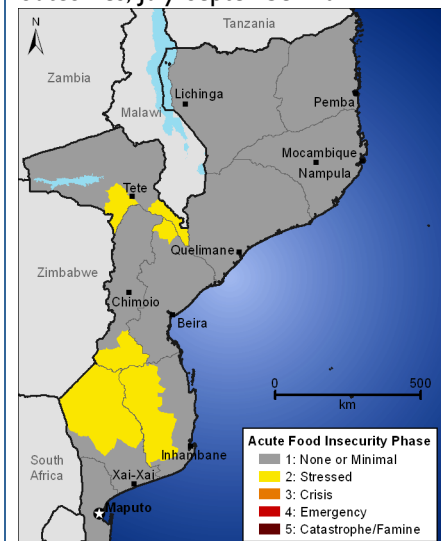 N
Tanzania
Zambia
Lichinga
Malawi
Pemba
Mocambique
Nampula
Tete
Quelimane
Zimbabwe
Chimoio
Beira
0 500
km
South
Africa
Inhambane
Xai-Xai
Maputo
Acute Food Insecurity Phase
1: None or Minimal
2: Stressed
3: Crisis
4: Emergency
5: Catastrophe/Famine